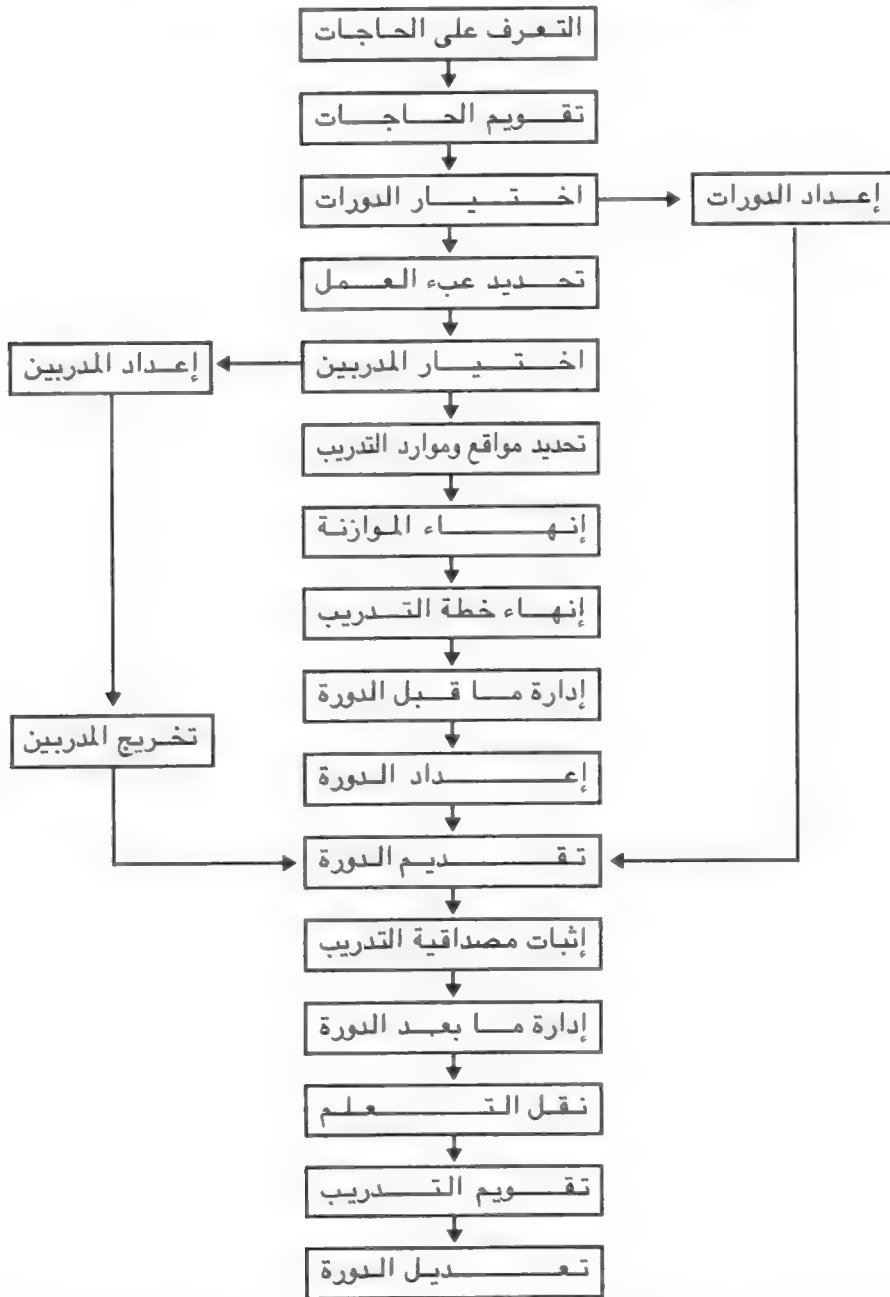 التعرف على الحاجات
تقويم الحاجات
اختيار الدورات
إعداد الدورات
تحديد عبء العمل
اختيار المدربين
إعداد المدربين
تحديد مواقع وموارد التدريب
إنهاء الموازنة
إنهاء خطة التدريب
إدارة ما قبل الدورة
تخريج المدربين
إعداد الدورة
تقديم الدورة
إثبات مصداقية التدريب
إدارة ما بعد الدورة
نقل التعلم
تقويم التدريب
تعديل الدورة